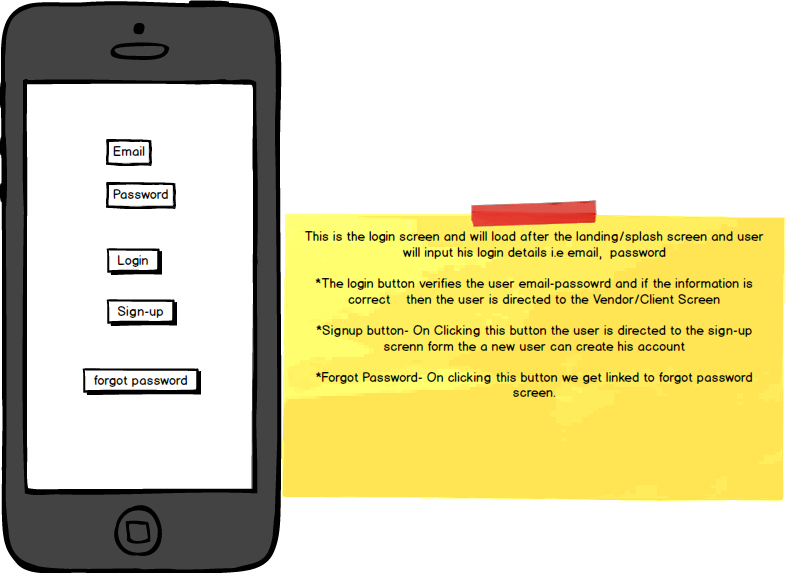 Email
Password
Login
Sign-up
forgot password
This is the login screen and will load after the landing/splash screen and user
will input his login details i.e email, password
*The login button verifies the user email-passowrd and if the information is
correct then the user is directed to the Vendor/Client Screen
*Signup button- On Clicking this button the user is directed to the sign-up
screnn form the a new user can create his account
*Forgot Password- On clicking this button we get linked to forgot password
screen.